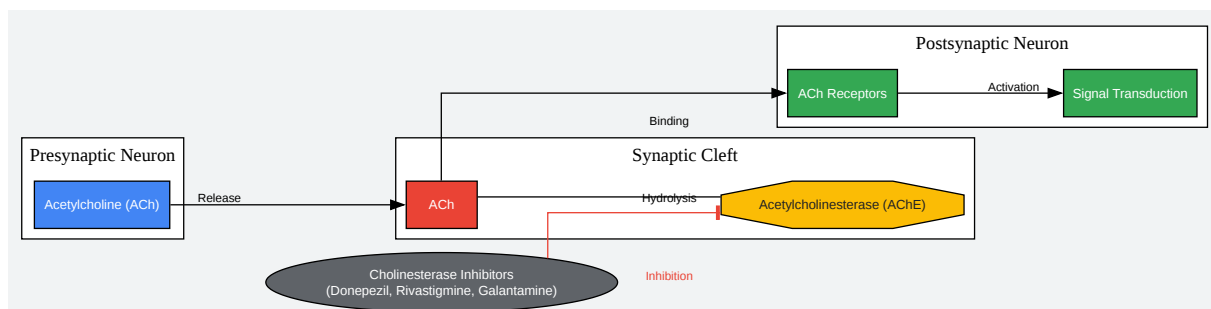 Postsynaptic Neuron
ACh Receptors
Activation
Signal Transduction
Binding
Presynaptic Neuron
Acetylcholine (ACh)
Release
Synaptic Cleft
ACh
Hydrolysis
Acetylcholinesterase (AChE)
Cholinesterase Inhibitors
(Donepezil, Rivastigmine, Galantamine)
Inhibition